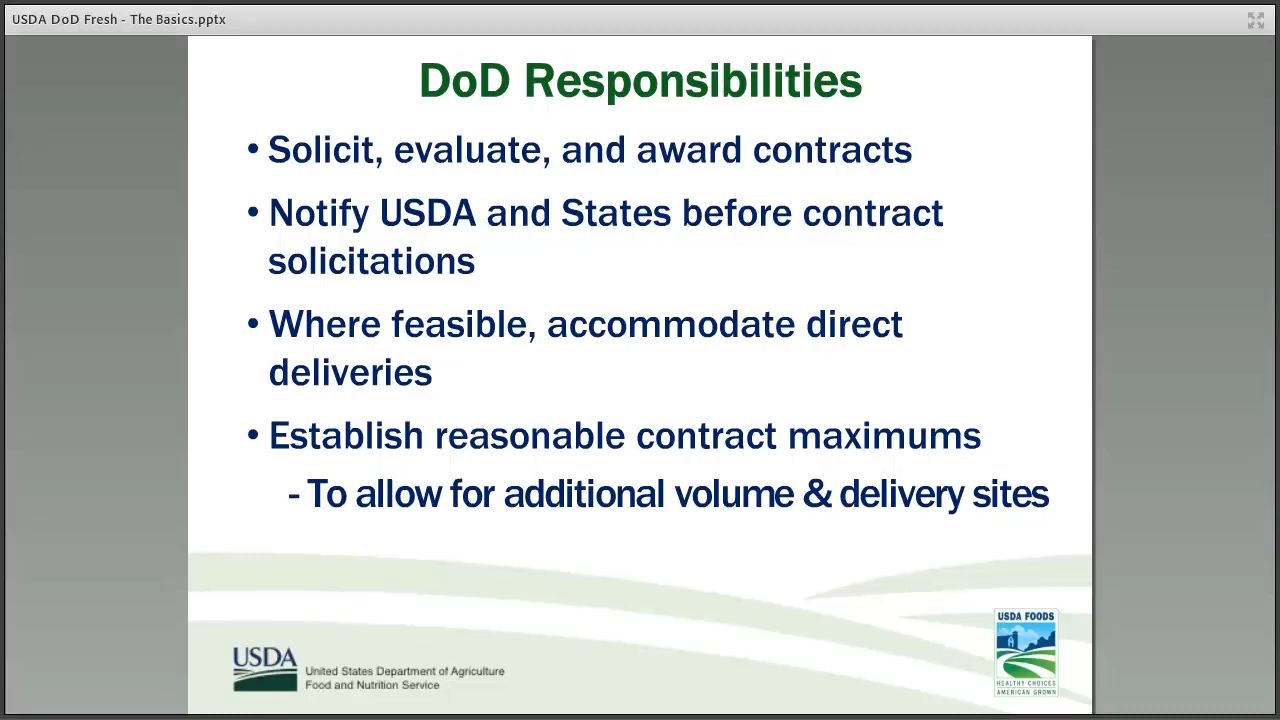 USDA DoD Fresh - The Basics.pptx
DoD Responsibilities
• Solicit, evaluate, and award contracts
• Notify USDA and States before contract
solicitations
• Where feasible, accommodate direct
deliveries
• Establish reasonable contract maximums
- To allow for additional volume & delivery sites
USDA
United States Department of Agriculture
Food and Nutrition Service
USDA FOODS
HEALTHY CHOICES
AMERICAN GROWN